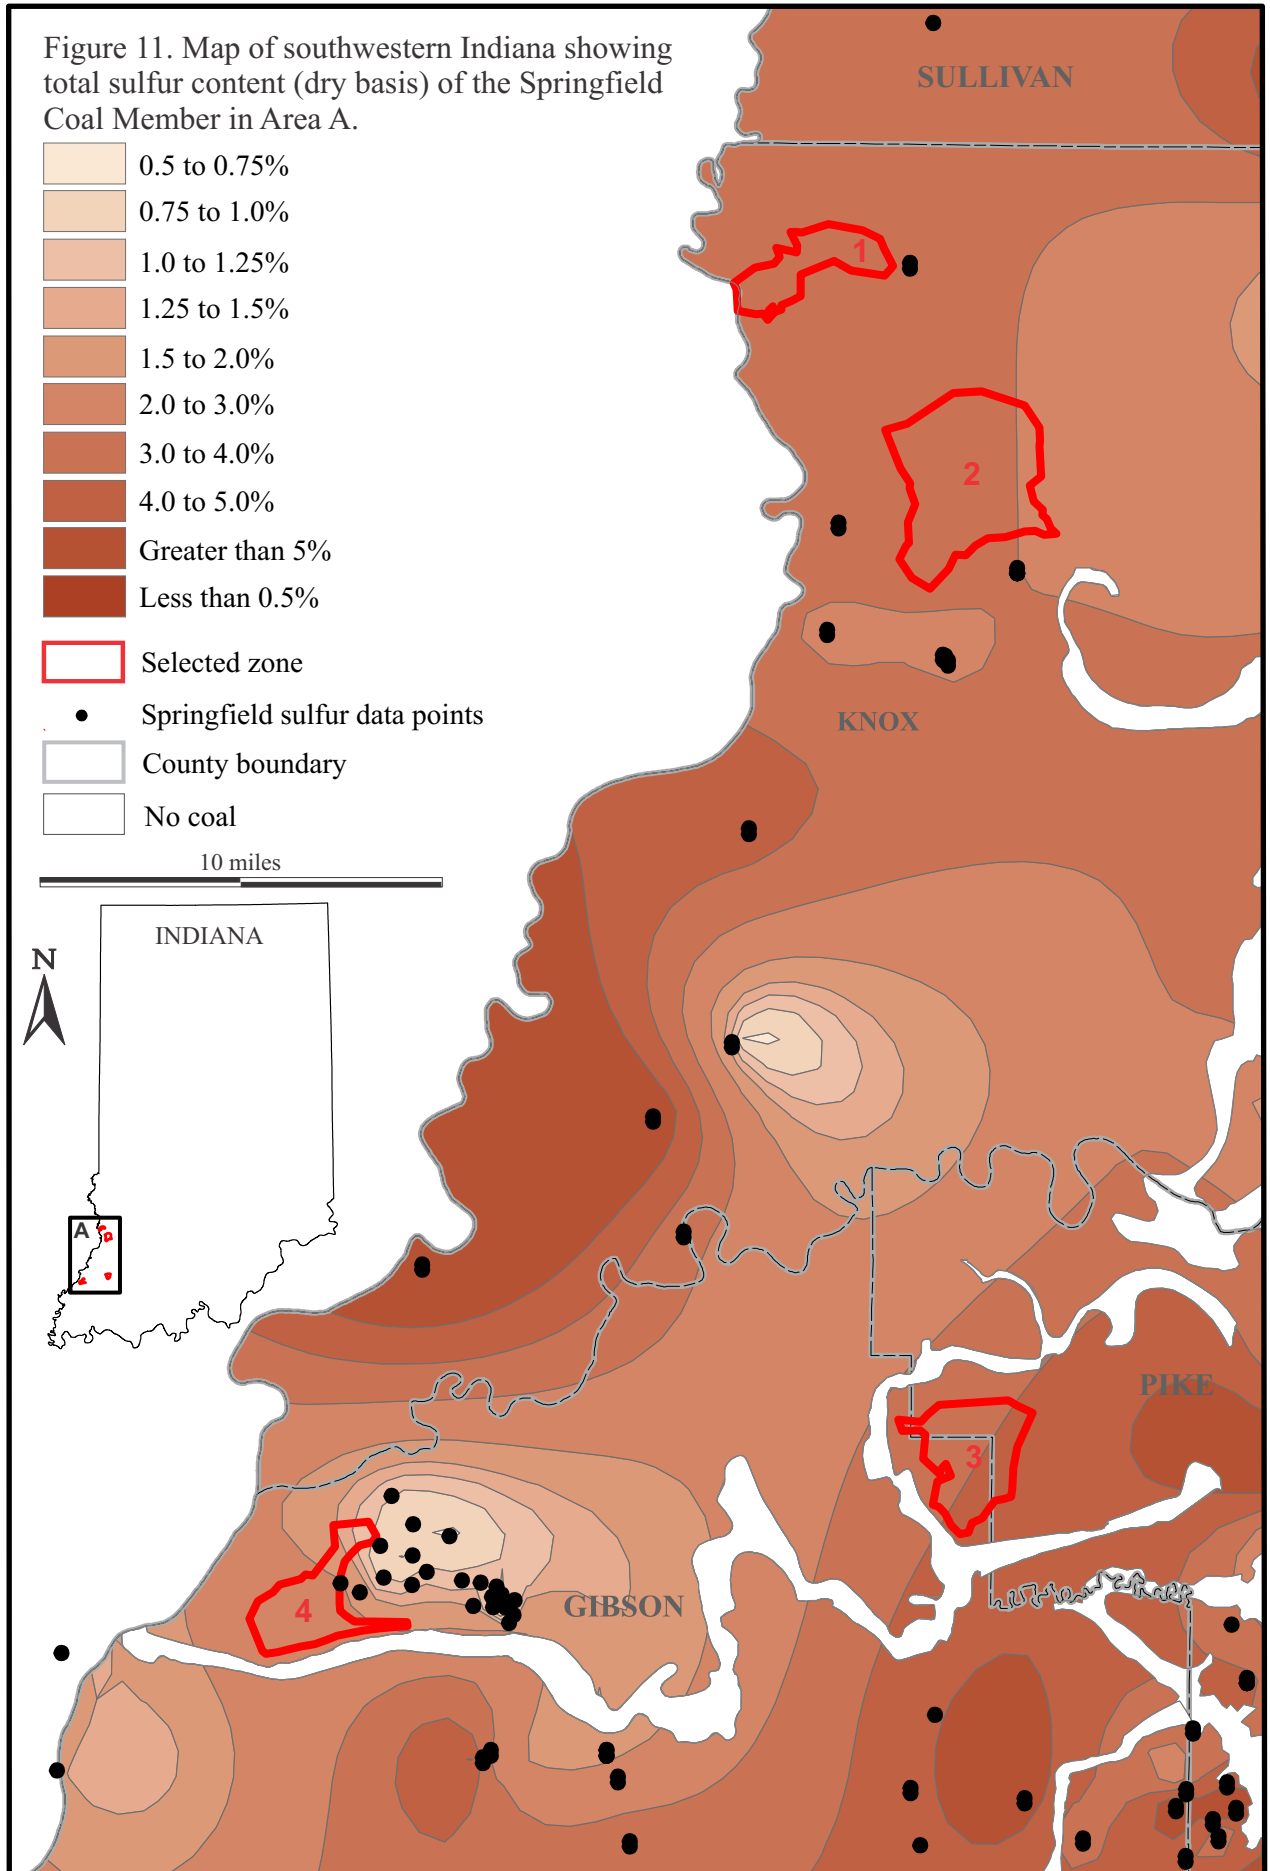 Figure 11. Map of southwestern Indiana showing
total sulfur content (dry basis) of the Springfield
Coal Member in Area A.
0.5 to 0.75%
0.75 to 1.0%
1.0 to 1.25%
1.25 to 1.5%
1.5 to 2.0%
2.0 to 3.0%
3.0 to 4.0%
4.0 to 5.0%
Greater than 5%
Less than 0.5%
Selected zone
Springfield sulfur data points
County boundary
No coal
10 miles
INDIANA
N
A
SULLIVAN
1
2
KNOX
PIKE
3
GIBSON
4